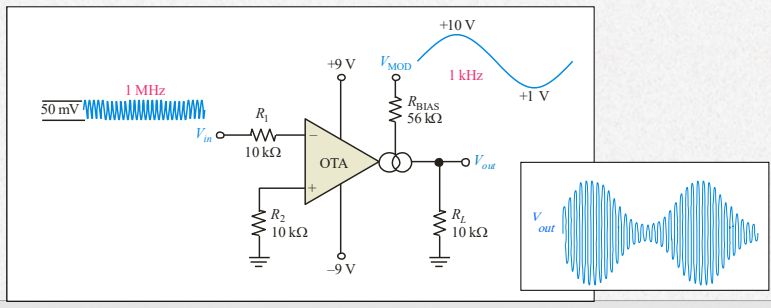 +10 V
+9 V
V_MOD
1 kHz
+1 V
1 MHz
50 mV
R_BIAS
56 kΩ
R_1
V_in
10 kΩ
−
OTA
+
V_out
R_2
10 kΩ
R_L
10 kΩ
–9 V
V_out